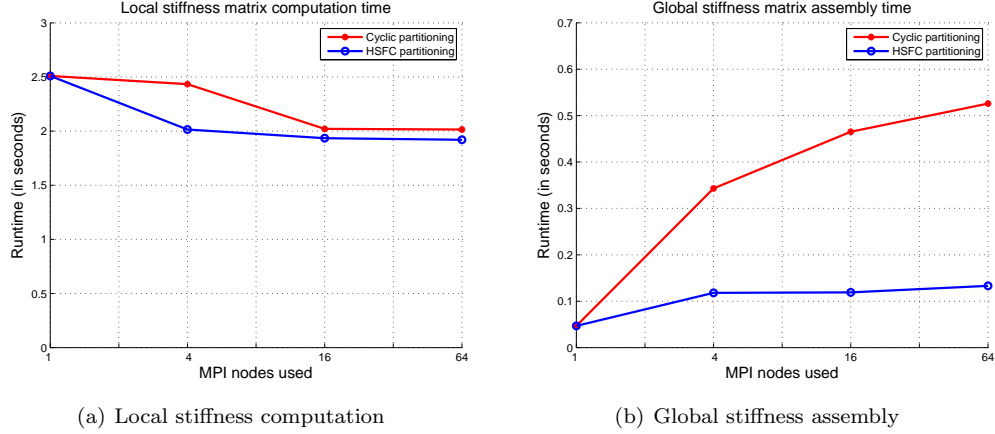 Local stiffness matrix computation time
3
2.5
2
1.5
1
0.5
0
Runtime (in seconds)
Cyclic partitioning
HSFC partitioning
1
4
16
64
MPI nodes used
(a) Local stiffness computation
Global stiffness matrix assembly time
0.7
0.6
0.5
0.4
0.3
0.2
0.1
0
Runtime (in seconds)
Cyclic partitioning
HSFC partitioning
1
4
16
64
MPI nodes used
(b) Global stiffness assembly